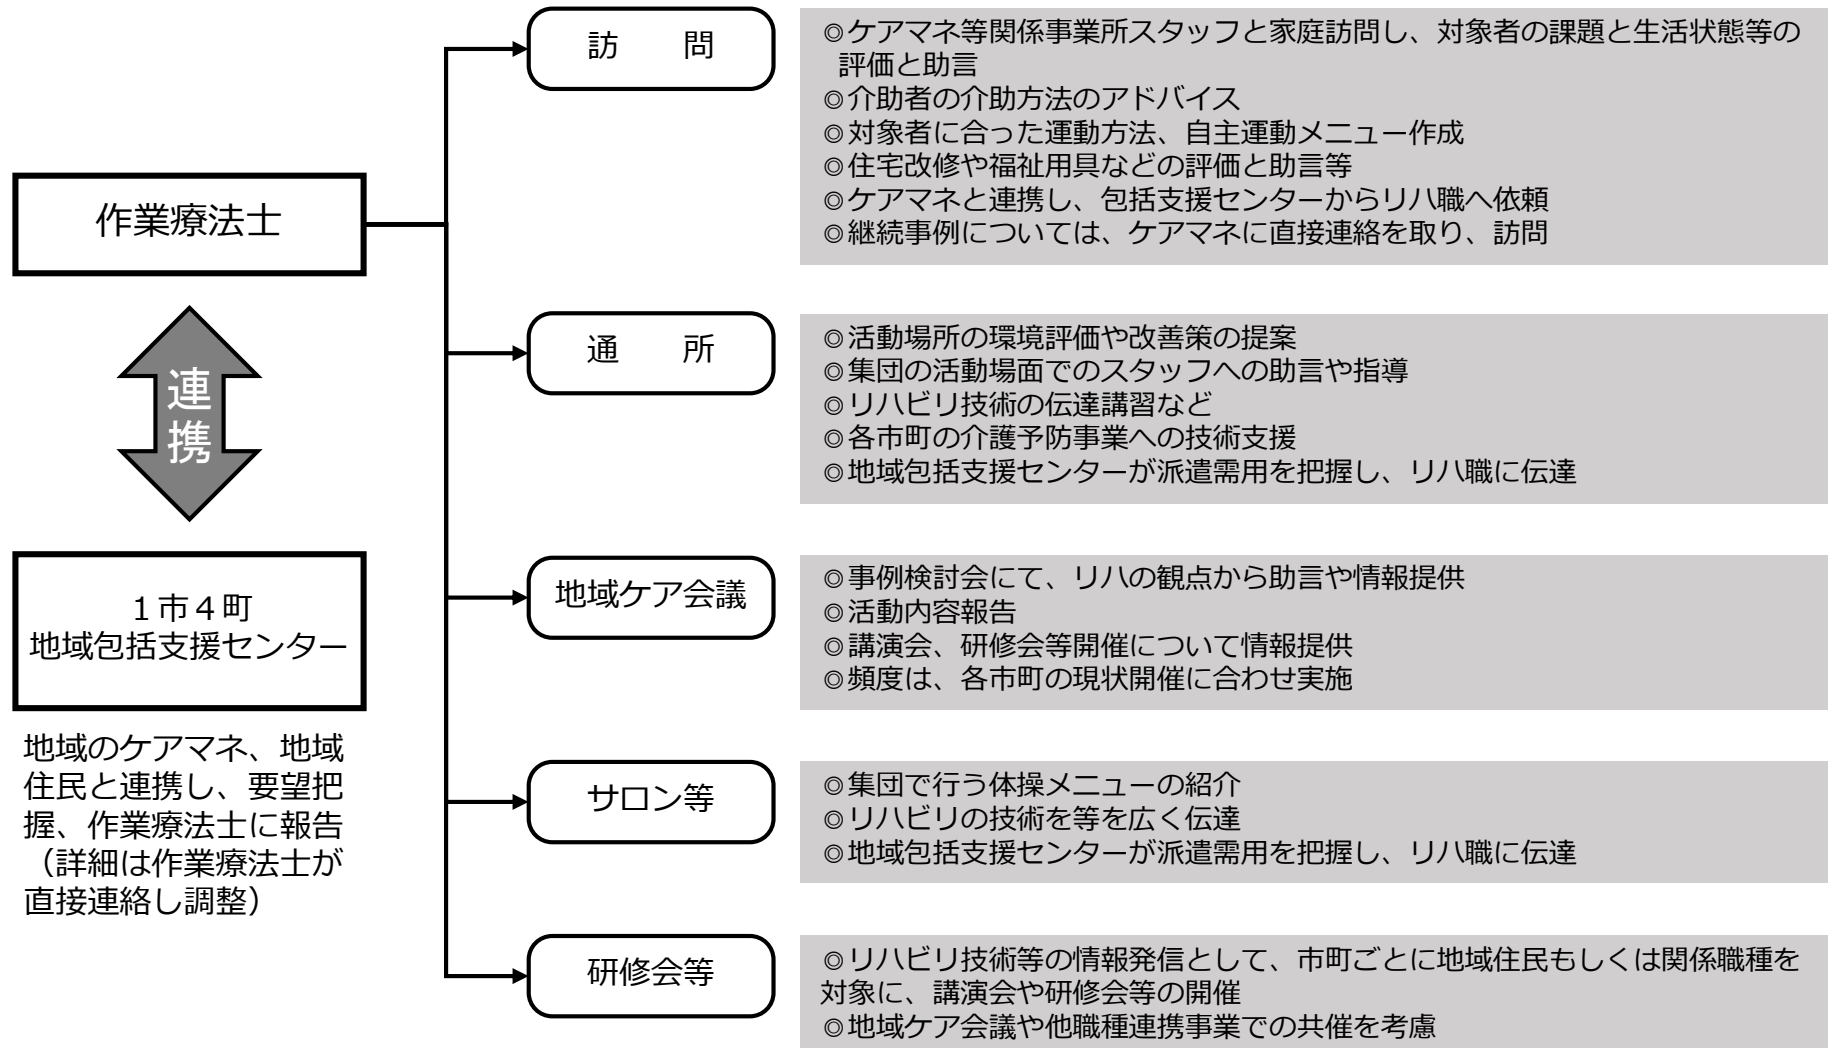 作業療法士
連
携
１市４町
地域包括支援センター
地域のケアマネ、地域
住民と連携し、要望把
握、作業療法士に報告
（詳細は作業療法士が
直接連絡し調整）
訪　　問
◎ケアマネ等関係事業所スタッフと家庭訪問し、対象者の課題と生活状態等の
評価と助言
◎介助者の介助方法のアドバイス
◎対象者に合った運動方法、自主運動メニュー作成
◎住宅改修や福祉用具などの評価と助言等
◎ケアマネと連携し、包括支援センターからリハ職へ依頼
◎継続事例については、ケアマネに直接連絡を取り、訪問
通　　所
◎活動場所の環境評価や改善策の提案
◎集団の活動場面でのスタッフへの助言や指導
◎リハビリ技術の伝達講習など
◎各市町の介護予防事業への技術支援
◎地域包括支援センターが派遣需用を把握し、リハ職に伝達
地域ケア会議
◎事例検討会にて、リハの観点から助言や情報提供
◎活動内容報告
◎講演会、研修会等開催について情報提供
◎頻度は、各市町の現状開催に合わせ実施
サロン等
◎集団で行う体操メニューの紹介
◎リハビリの技術を等を広く伝達
◎地域包括支援センターが派遣需用を把握し、リハ職に伝達
研修会等
◎リハビリ技術等の情報発信として、市町ごとに地域住民もしくは関係職種を
対象に、講演会や研修会等の開催
◎地域ケア会議や他職種連携事業での共催を考慮